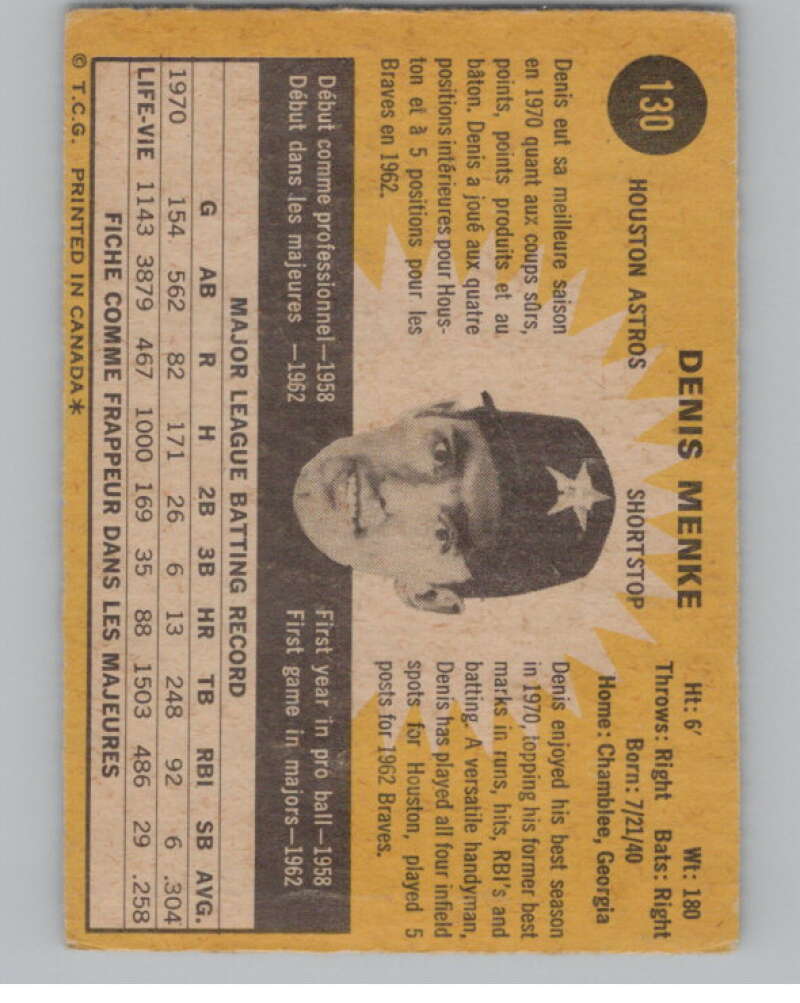 130
DENIS MENKE
HOUSTON ASTROS
SHORTSTOP
Ht: 6′ Wt: 180
Throws: Right Bats: Right
Born: 7/21/40
Home: Chamblee, Georgia
Denis eut sa meilleure saison
en 1970 quant aux coups sûrs,
points, points produits et au
bâton. Denis a joué aux quatre
positions intérieures pour Hous-
ton et à 5 positions pour les
Braves en 1962.
Denis enjoyed his best season
in 1970, topping his former best
marks in runs, hits, RBI's and
batting. A versatile handyman,
Denis has played all four infield
spots for Houston, played 5
posts for 1962 Braves.
Début comme professionnel—1958
Début dans les majeures —1962
First year in pro ball—1958
First game in majors—1962
MAJOR LEAGUE BATTING RECORD
G AB R H 2B 3B HR TB RBI SB AVG.
1970 154 562 82 171 26 6 13 248 92 6 .304
LIFE-VIE 1143 3879 467 1000 169 35 88 1503 486 29 .258
FICHE COMME FRAPPEUR DANS LES MAJEURES
© T.C.G. PRINTED IN CANADA*